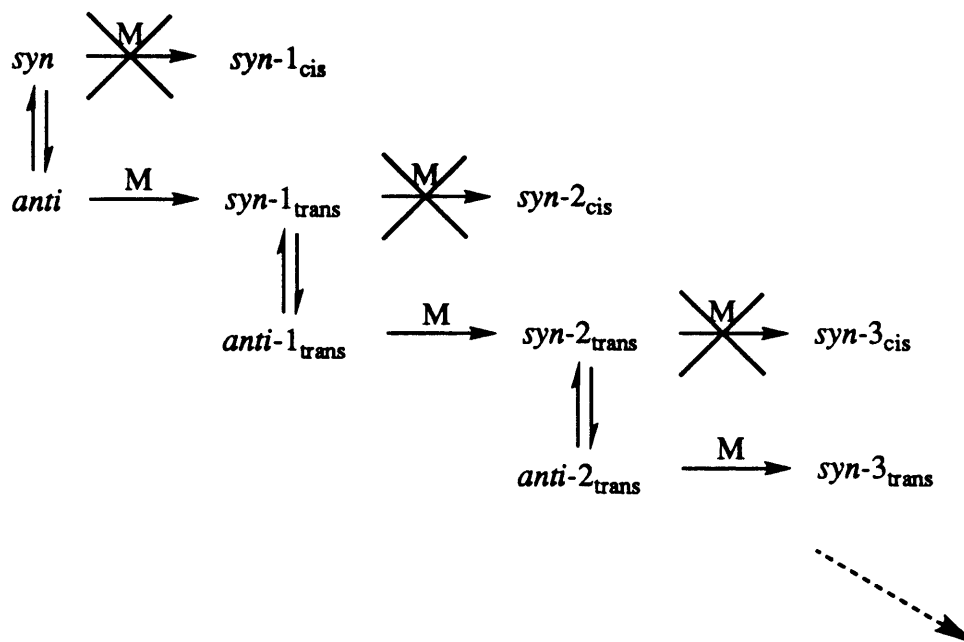 syn M syn-1cis
anti M syn-1trans M syn-2cis
anti-1trans M syn-2trans M syn-3cis
anti-2trans M syn-3trans